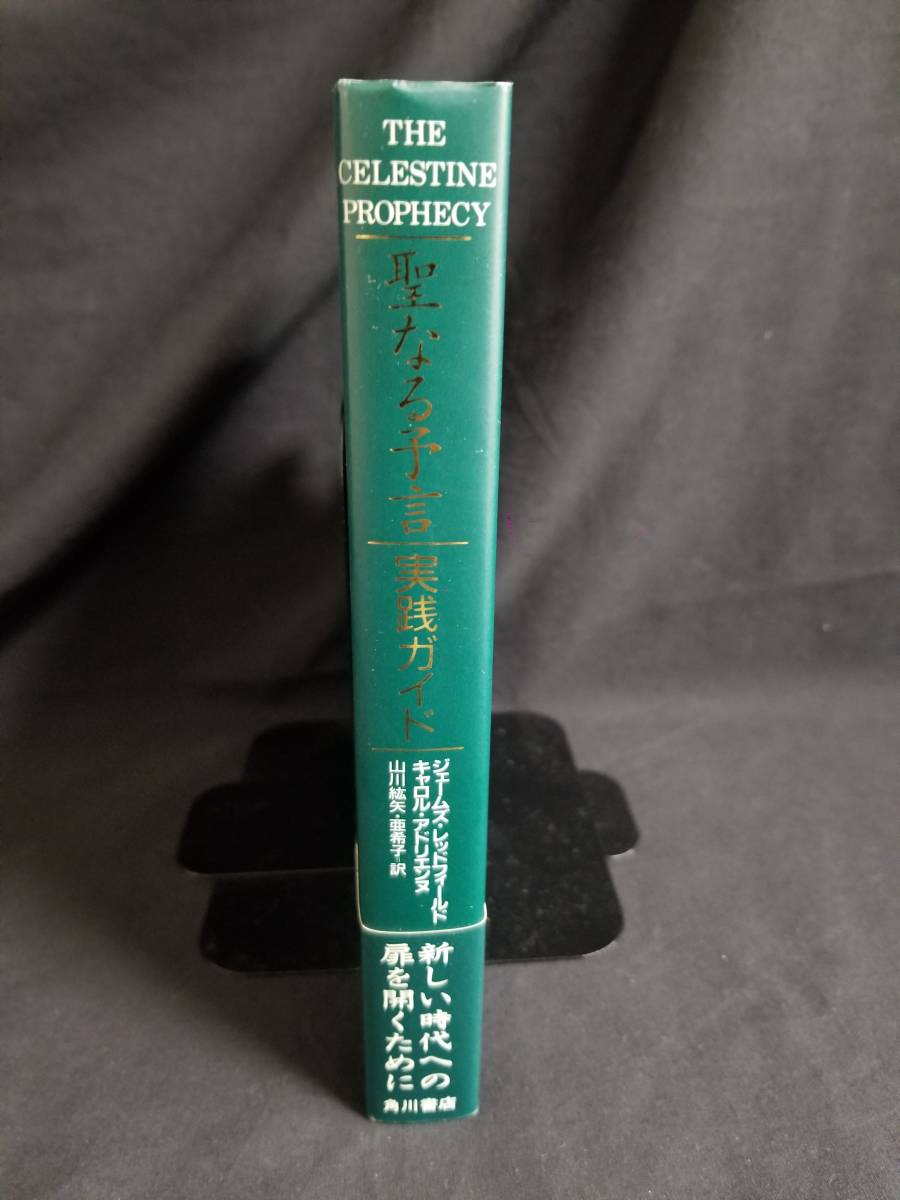 THE
CELESTINE
PROPHECY
聖なる予言
実践ガイド
ジェームズ・レッドフィールド
キャロル・アドリエンヌ
山川紘矢・亜希子=訳
新しい時代への
扉を開くために
角川書店